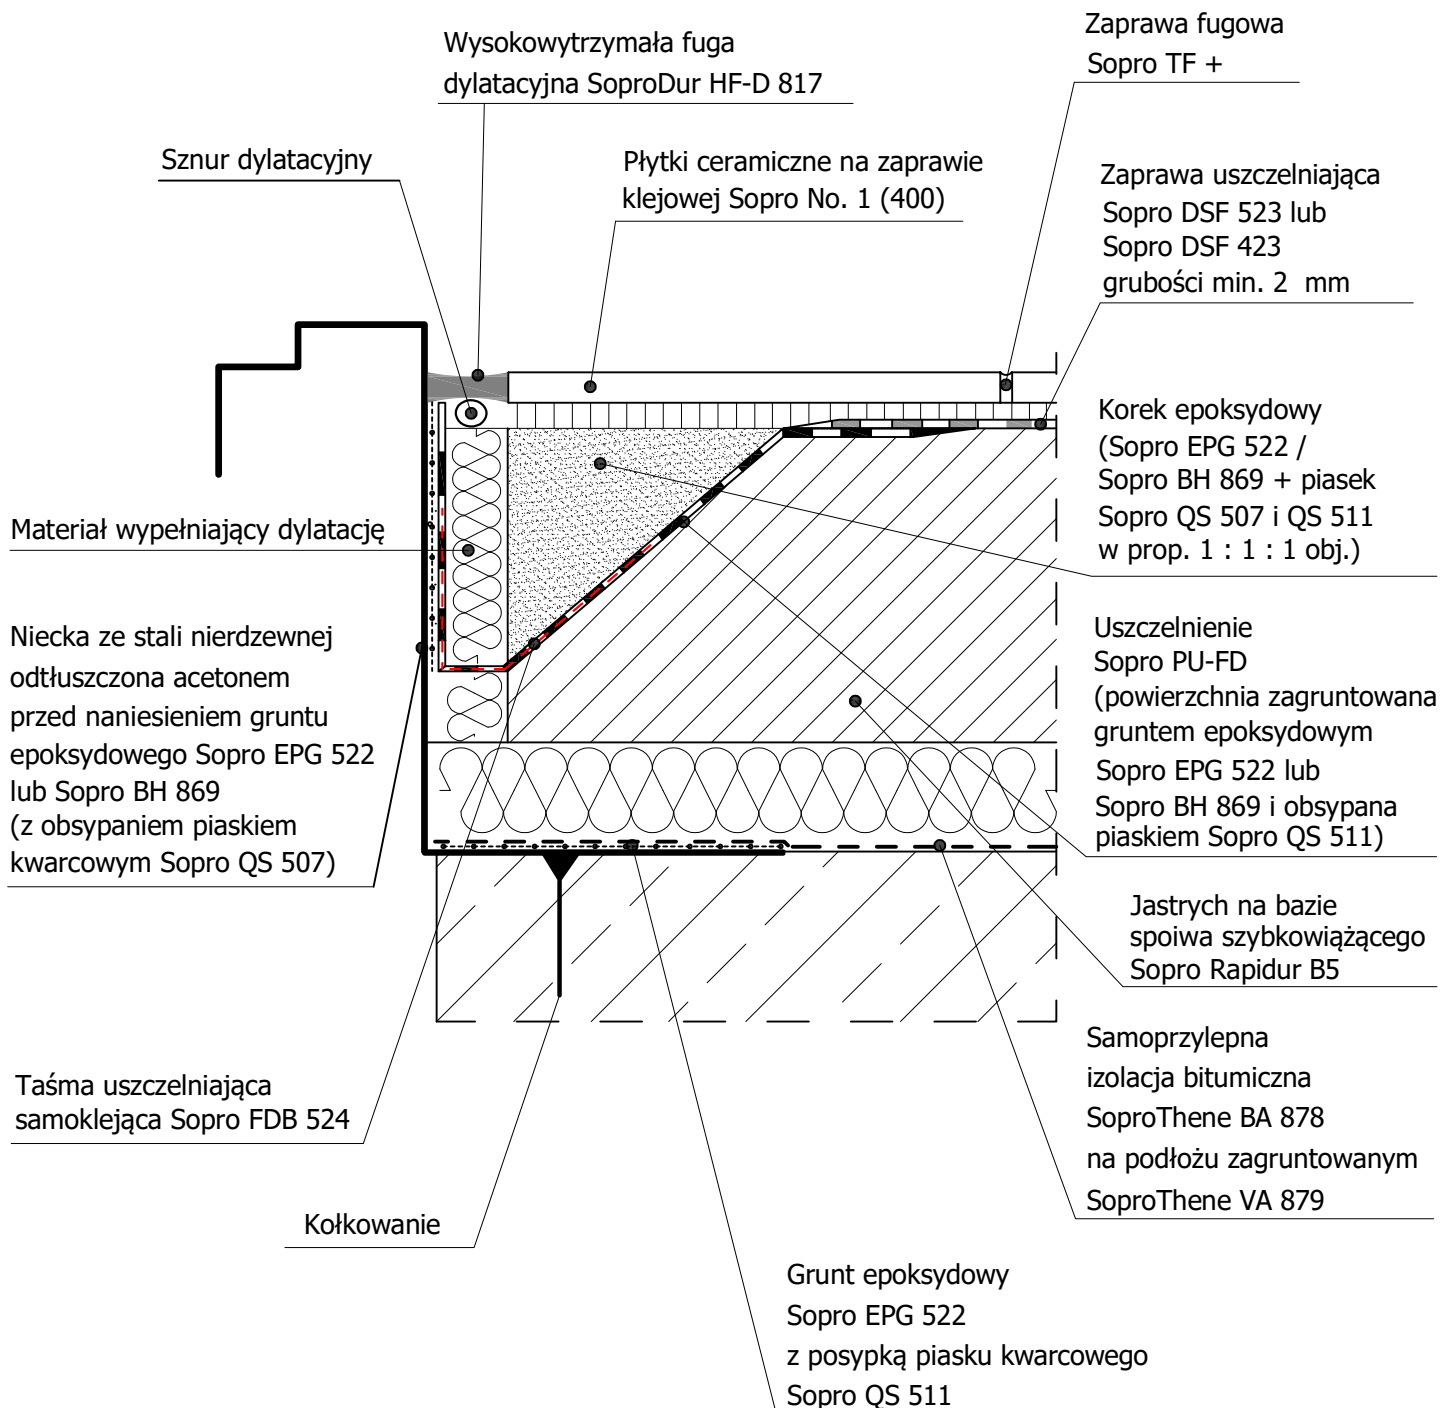 Wysokowytrzymała fuga
dylatacyjna SoproDur HF-D 817
Zaprawa fugowa
Sopro TF +
Sznur dylatacyjny
Płytki ceramiczne na zaprawie
klejowej Sopro No. 1 (400)
Zaprawa uszczelniająca
Sopro DSF 523 lub
Sopro DSF 423
grubości min. 2 mm
Korek epoksydowy
(Sopro EPG 522 /
Sopro BH 869 + piasek
Sopro QS 507 i QS 511
w prop. 1 : 1 : 1 obj.)
Materiał wypełniający dylatację
Niecka ze stali nierdzewnej
odtłuszczona acetonem
przed naniesieniem gruntu
epoksydowego Sopro EPG 522
lub Sopro BH 869
(z obsypaniem piaskiem
kwarcowym Sopro QS 507)
Uszczelnienie
Sopro PU-FD
(powierzchnia zagruntowana
gruntem epoksydowym
Sopro EPG 522 lub
Sopro BH 869 i obsypana
piaskiem Sopro QS 511)
Jastrych na bazie
spoiwa szybkowiążącego
Sopro Rapidur B5
Taśma uszczelniająca
samoklejąca Sopro FDB 524
Samoprzylepna
izolacja bitumiczna
SoproThene BA 878
na podłożu zagruntowanym
SoproThene VA 879
Kołkowanie
Grunt epoksydowy
Sopro EPG 522
z posypką piasku kwarcowego
Sopro QS 511